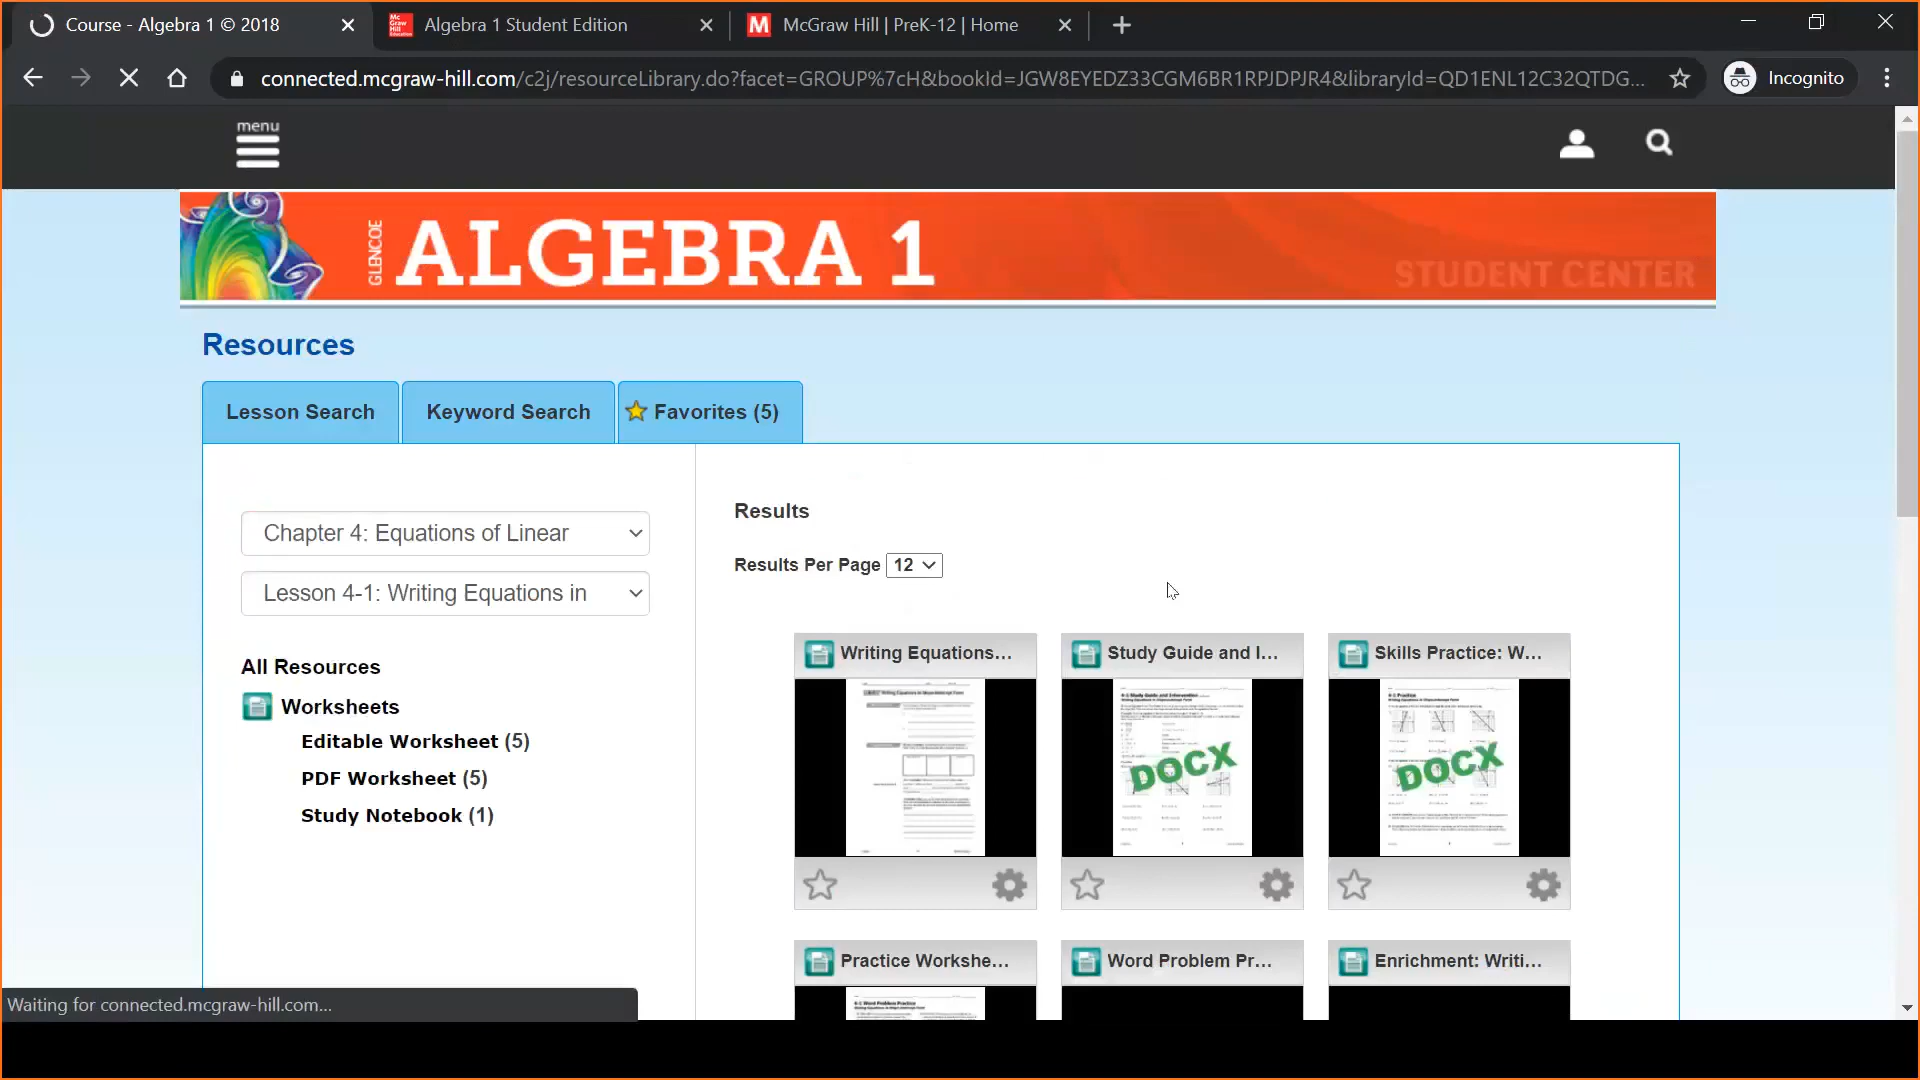 Course - Algebra 1 © 2018
Algebra 1 Student Edition
McGraw Hill | PreK-12 | Home
connected.mcgraw-hill.com/c2j/resourceLibrary.do?facet=GROUP%7cH&bookId=JGW8EYEDZ33CGM6BR1RPJDPJR4&libraryId=QD1ENL12C32QTDG...
Incognito
menu
GLENCOE ALGEBRA 1
STUDENT CENTER
Resources
Lesson Search
Keyword Search
Favorites (5)
Chapter 4: Equations of Linear
Lesson 4-1: Writing Equations in
All Resources
Worksheets
Editable Worksheet (5)
PDF Worksheet (5)
Study Notebook (1)
Results
Results Per Page 12
Writing Equations...
Study Guide and I...
Skills Practice: W...
DOCX
DOCX
Practice Workshe...
Word Problem Pr...
Enrichment: Writi...
Waiting for connected.mcgraw-hill.com...